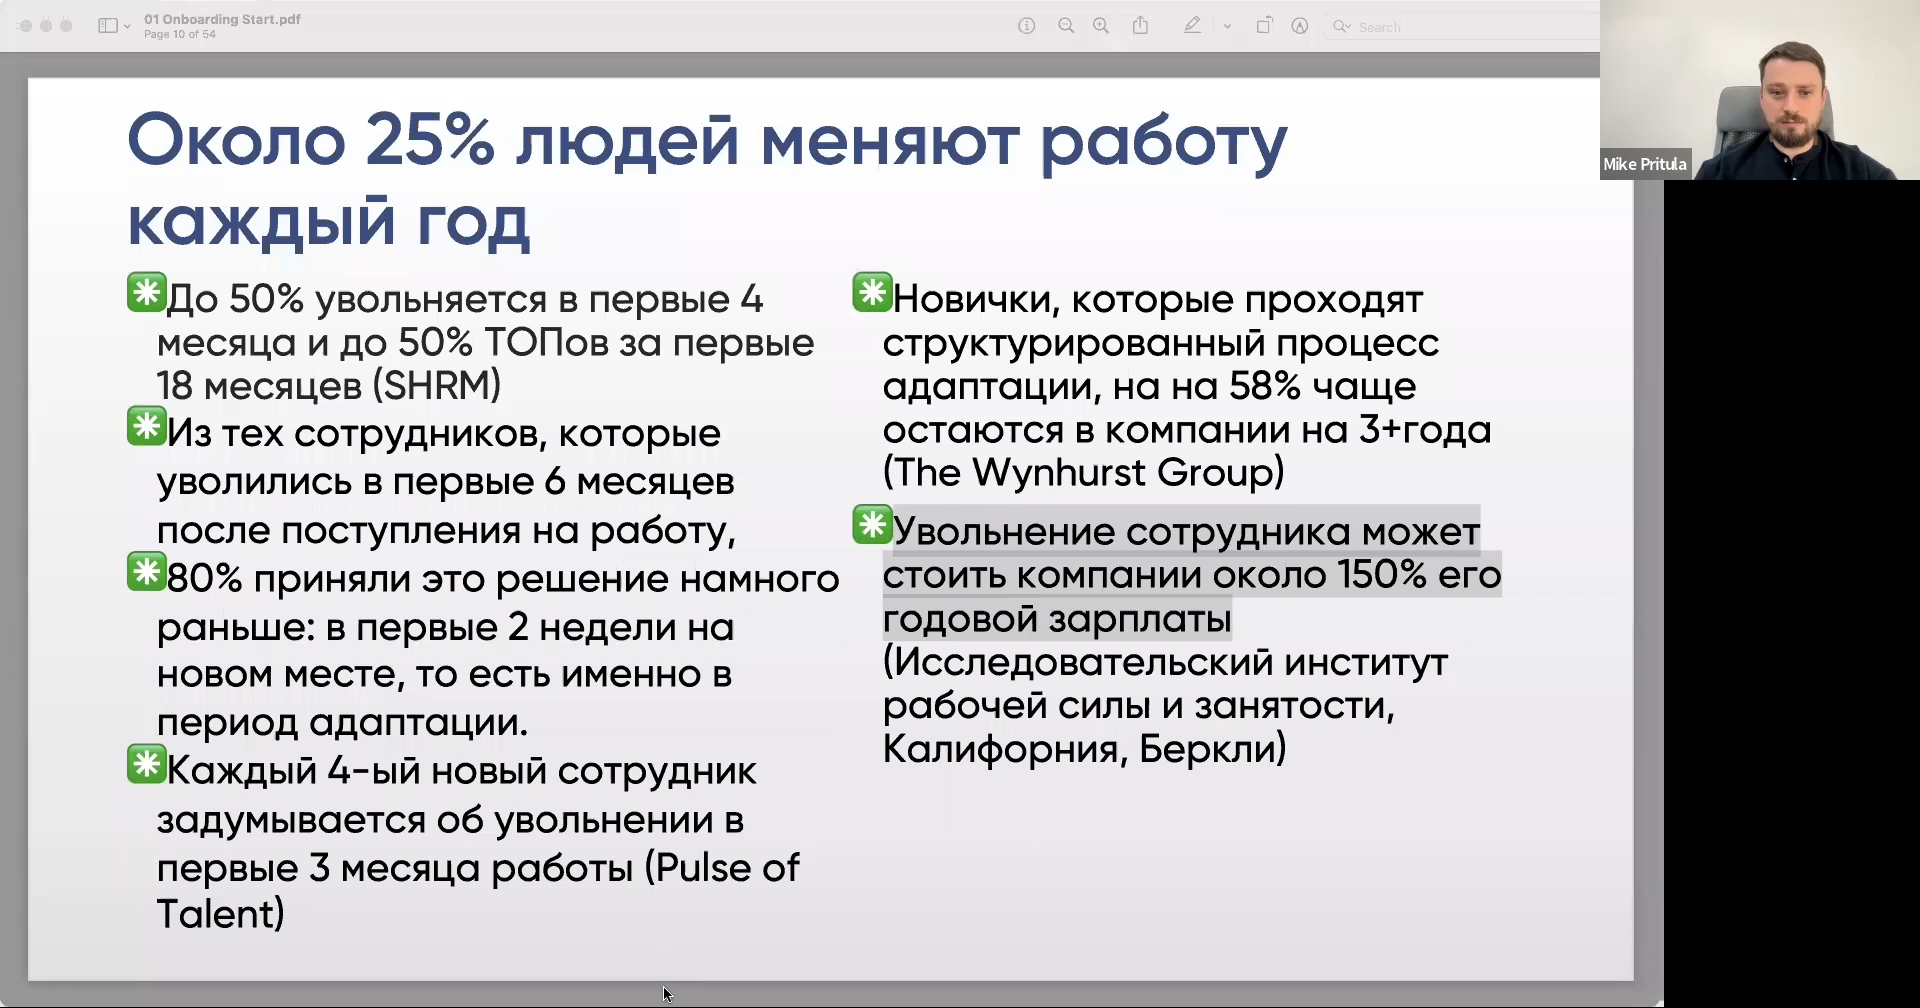 01 Onboarding Start.pdf
Page 10 of 54
Search
Mike Pritula
Около 25% людей меняют работу
каждый год
До 50% увольняется в первые 4
месяца и до 50% ТОПов за первые
18 месяцев (SHRM)
Из тех сотрудников, которые
уволились в первые 6 месяцев
после поступления на работу,
80% приняли это решение намного
раньше: в первые 2 недели на
новом месте, то есть именно в
период адаптации.
Каждый 4-ый новый сотрудник
задумывается об увольнении в
первые 3 месяца работы (Pulse of
Talent)
Новички, которые проходят
структурированный процесс
адаптации, на на 58% чаще
остаются в компании на 3+года
(The Wynhurst Group)
Увольнение сотрудника может
стоить компании около 150% его
годовой зарплаты
(Исследовательский институт
рабочей силы и занятости,
Калифорния, Беркли)